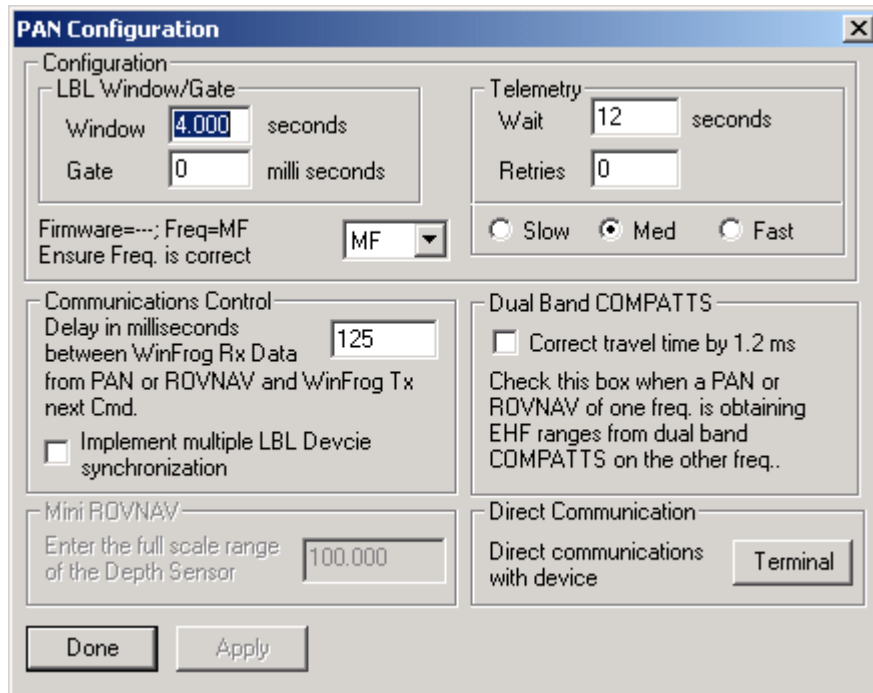 PAN Configuration
Configuration
LBL Window/Gate
Window 4.000 seconds
Gate 0 milli seconds
Telemetry
Wait 12 seconds
Retries 0
Firmware=---; Freq=MF
Ensure Freq. is correct
MF
Slow Med Fast
Communications Control
Delay in milliseconds
between WinFrog Rx Data
from PAN or ROVNAV and WinFrog Tx
next Cmd.
125
Implement multiple LBL Devcie
synchronization
Dual Band COMPATTS
Correct travel time by 1.2 ms
Check this box when a PAN or
ROVNAV of one freq. is obtaining
EHF ranges from dual band
COMPATTS on the other freq..
Mini ROVNAV
Enter the full scale range
of the Depth Sensor
100.000
Direct Communication
Direct communications
with device
Terminal
Done Apply